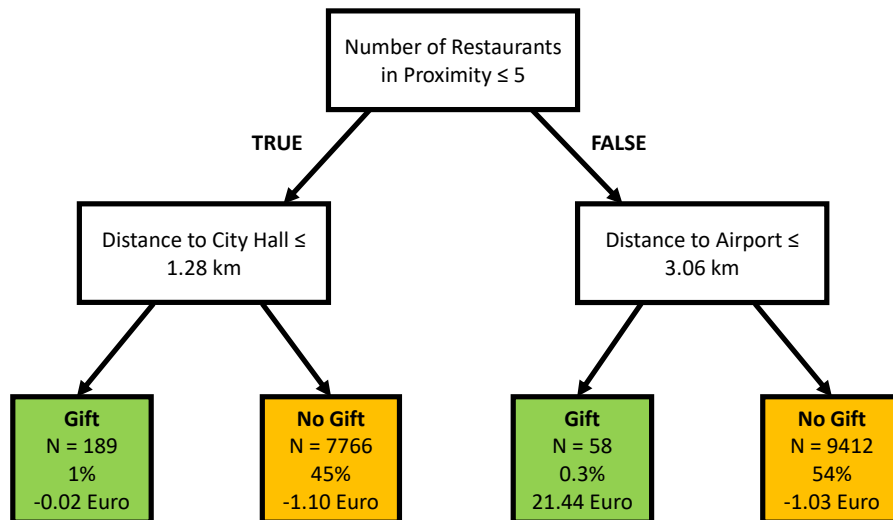 Number of Restaurants
in Proximity ≤ 5
TRUE
FALSE
Distance to City Hall ≤
1.28 km
Distance to Airport ≤
3.06 km
Gift
N = 189
1%
-0.02 Euro
No Gift
N = 7766
45%
-1.10 Euro
Gift
N = 58
0.3%
21.44 Euro
No Gift
N = 9412
54%
-1.03 Euro